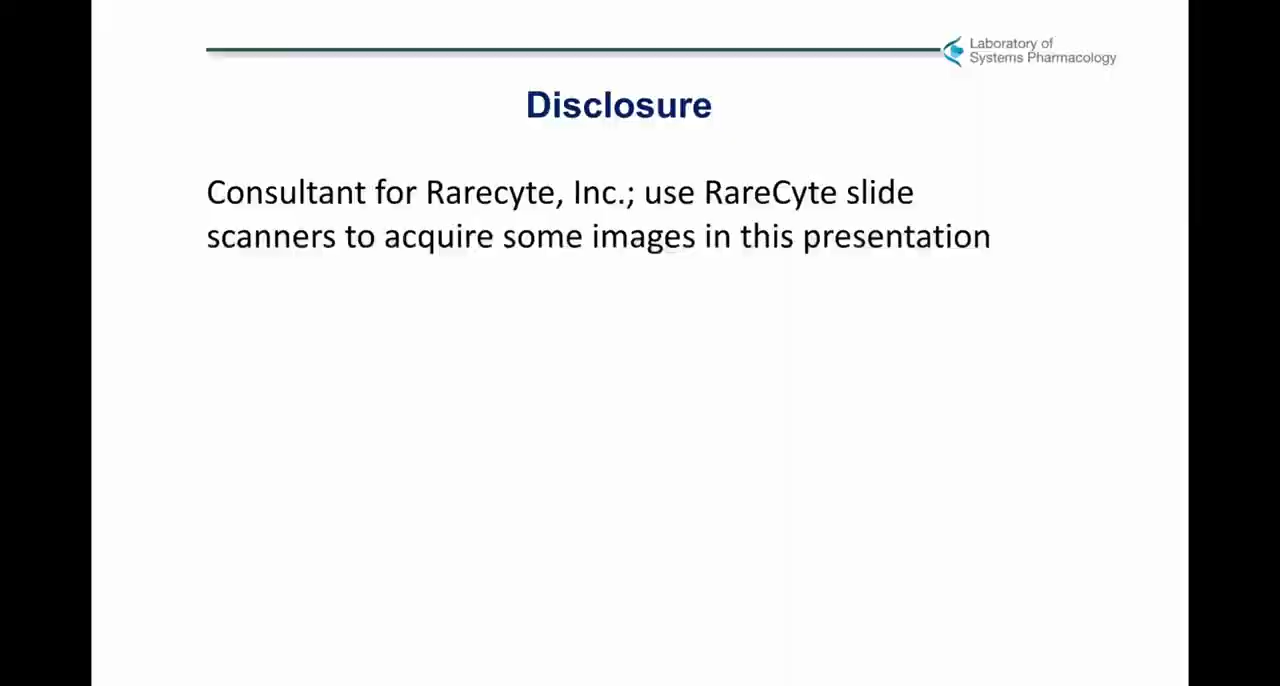 Laboratory of
Systems Pharmacology
Disclosure
Consultant for Rarecyte, Inc.; use RareCyte slide
scanners to acquire some images in this presentation